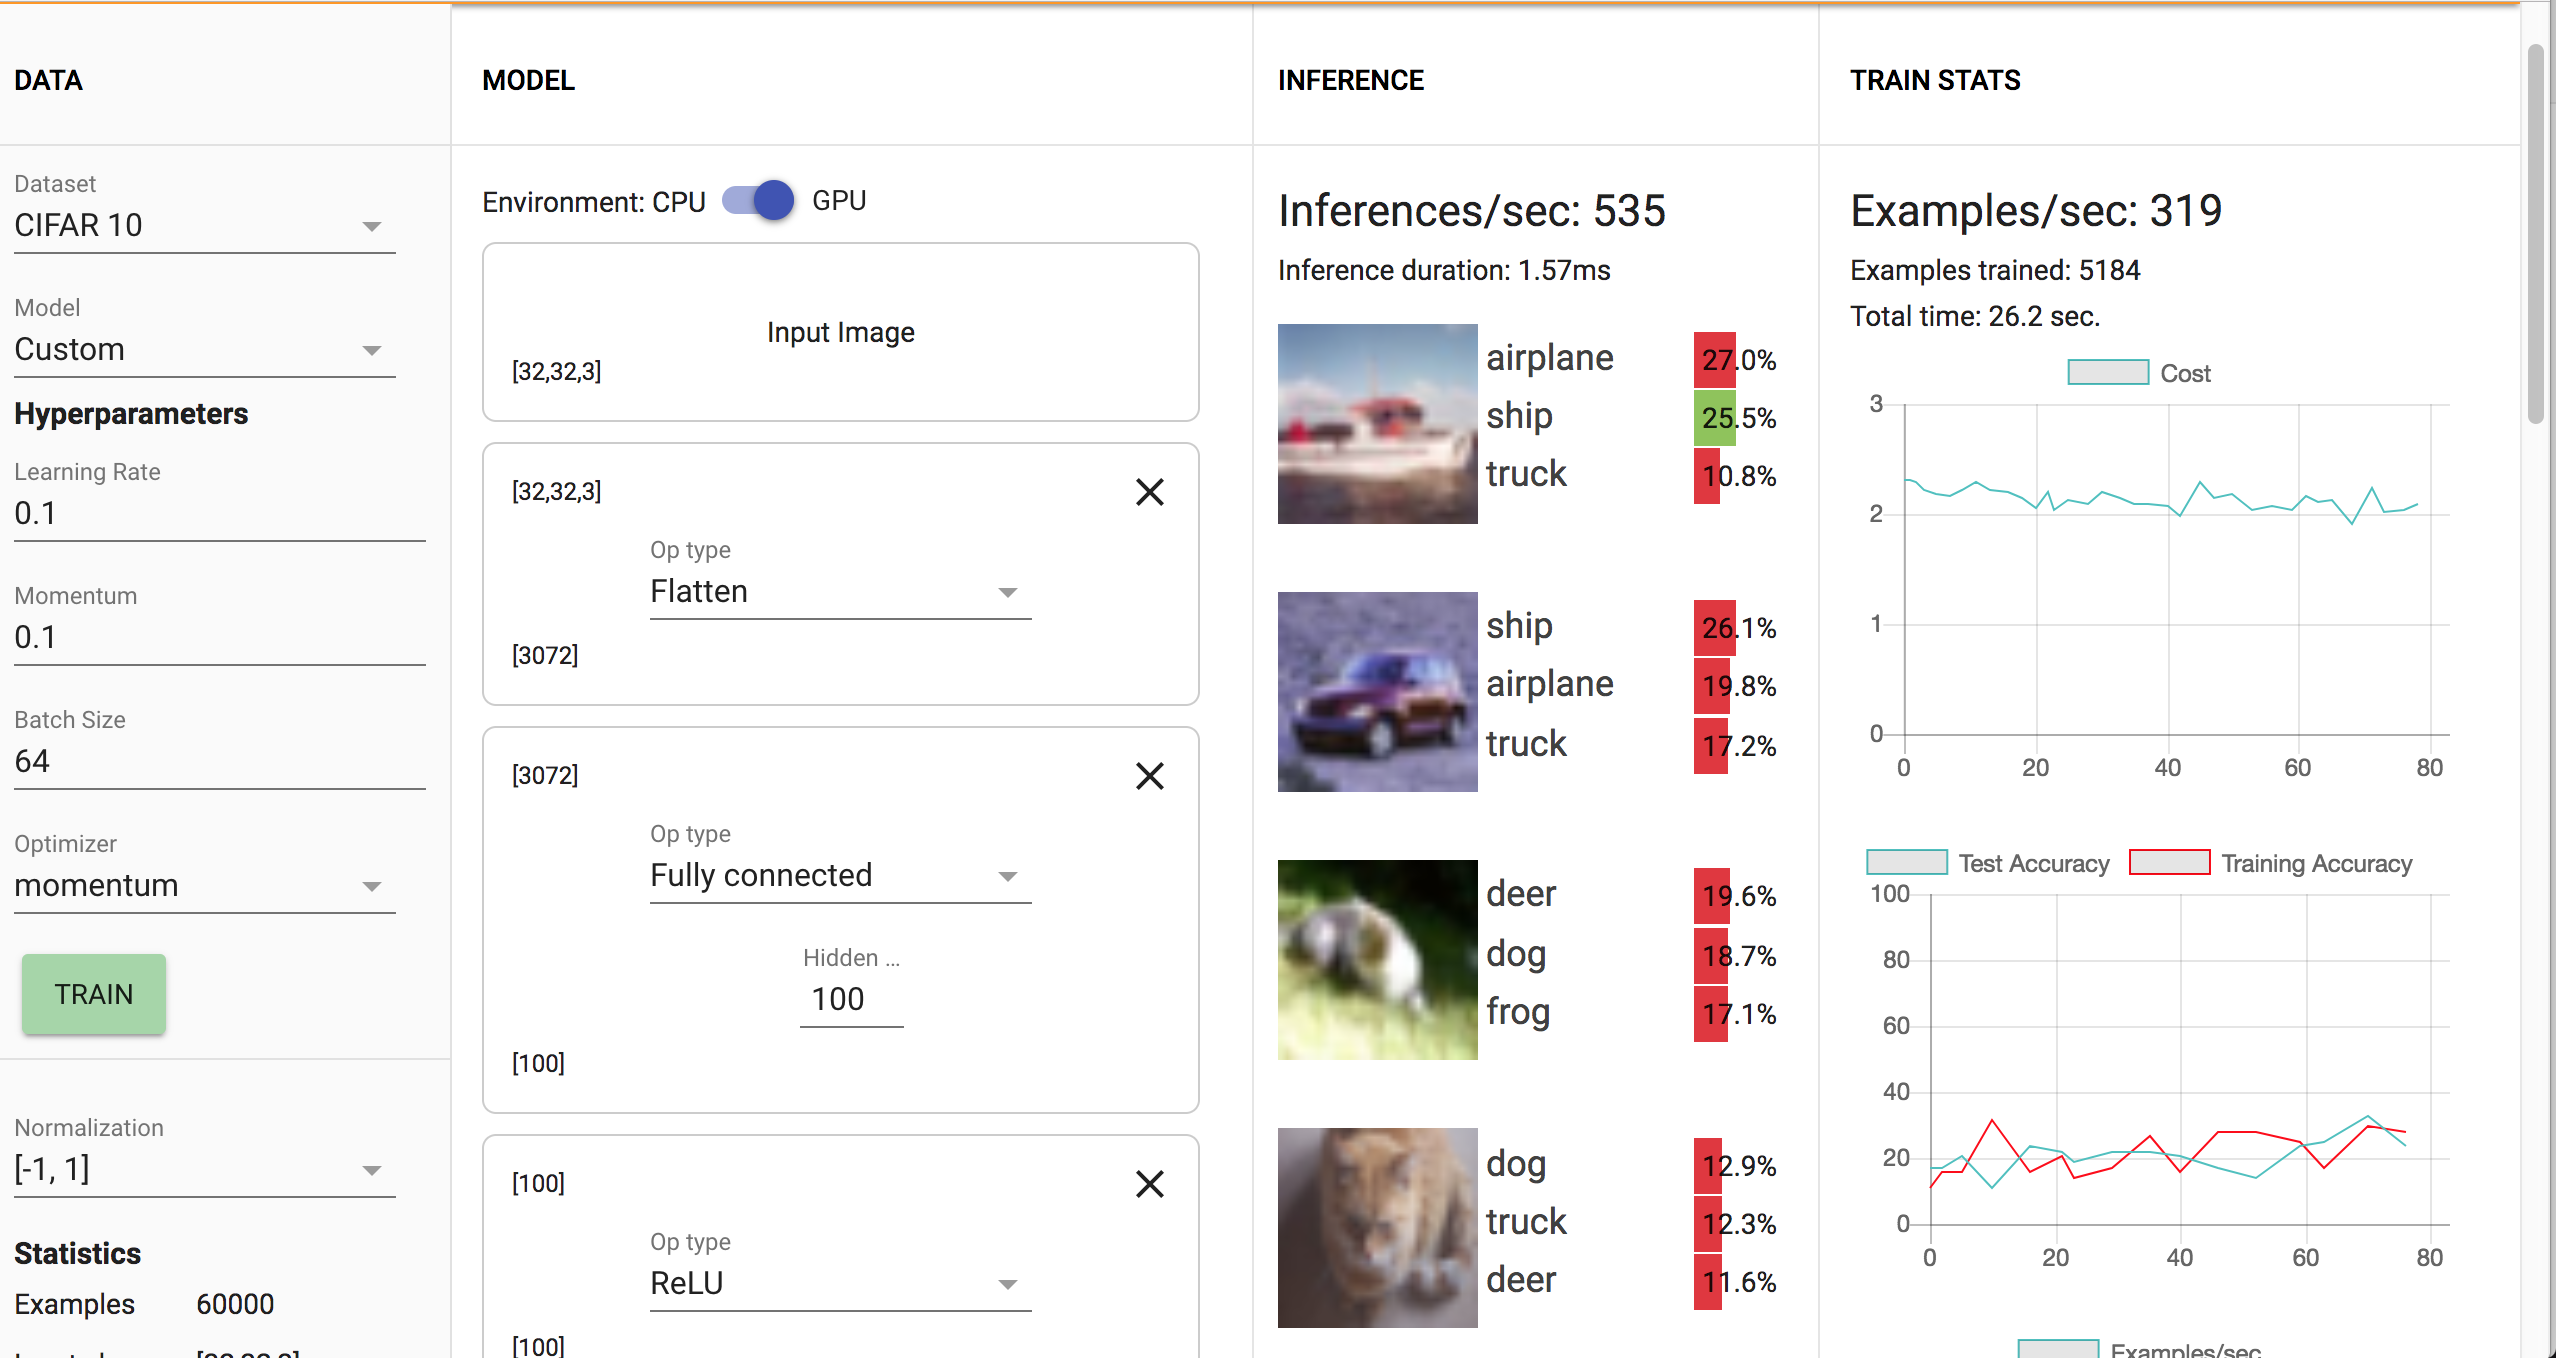 DATA
Dataset
CIFAR 10
Model
Custom
Hyperparameters
Learning Rate
0.1
Momentum
0.1
Batch Size
64
Optimizer
momentum
TRAIN
Normalization
[-1, 1]
Statistics
Examples 60000
MODEL
Environment: CPU GPU
Input Image
[32,32,3]
[32,32,3]
Op type
Flatten
[3072]
[3072]
Op type
Fully connected
Hidden ...
100
[100]
[100]
Op type
ReLU
[100]
INFERENCE
Inferences/sec: 535
Inference duration: 1.57ms
airplane 27.0%
ship 25.5%
truck 10.8%
ship 26.1%
airplane 19.8%
truck 17.2%
deer 19.6%
dog 18.7%
frog 17.1%
dog 12.9%
truck 12.3%
deer 11.6%
TRAIN STATS
Examples/sec: 319
Examples trained: 5184
Total time: 26.2 sec.
Cost
3
2
1
0
0 20 40 60 80
Test Accuracy Training Accuracy
100
80
60
40
20
0
0 20 40 60 80
Examples/sec